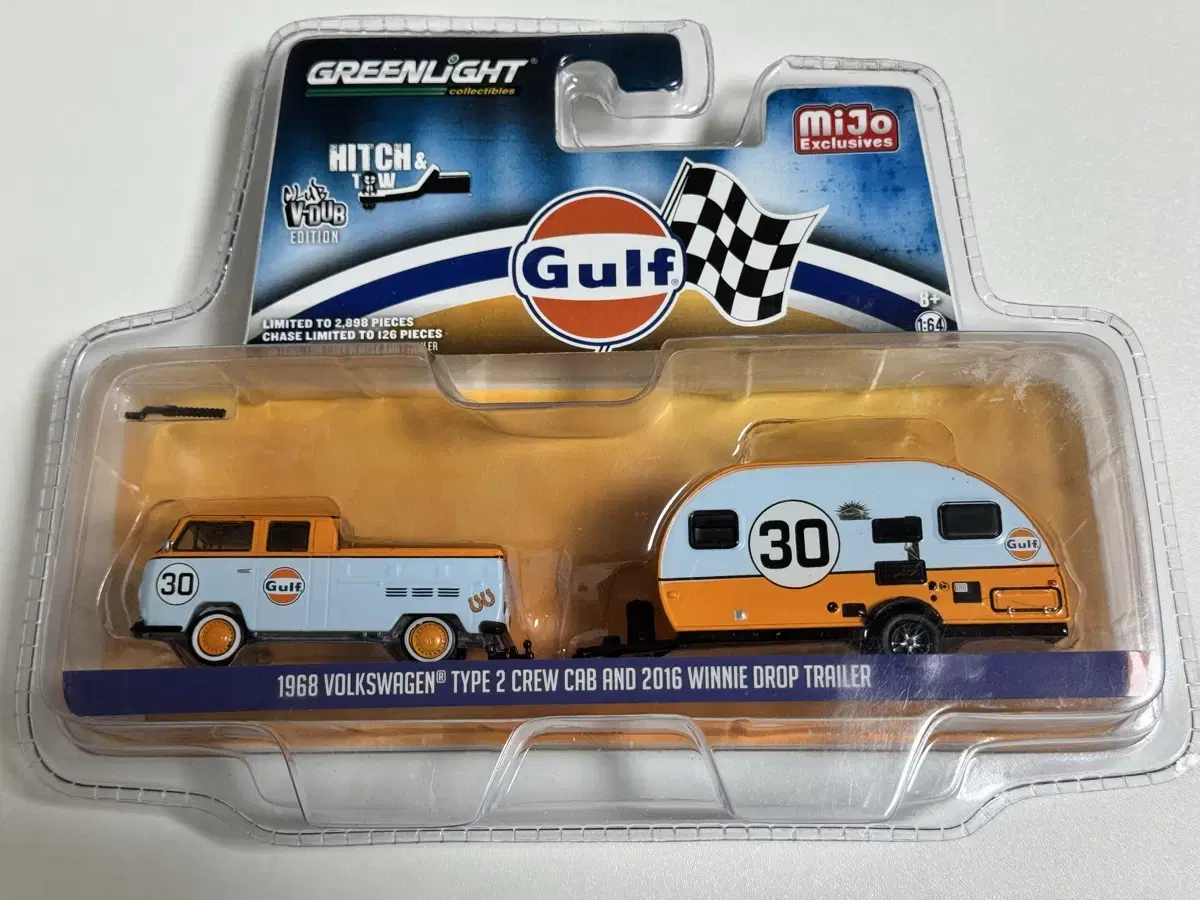 GREENLIGHT®
collectibles
MiJo
Exclusives
HITCH &
TOW
CLUB
V-DUB
EDITION
Gulf®
LIMITED TO 2,898 PIECES
CHASE LIMITED TO 126 PIECES
8+
1:64
30
Gulf
30
Gulf
1968 VOLKSWAGEN® TYPE 2 CREW CAB AND 2016 WINNIE DROP TRAILER